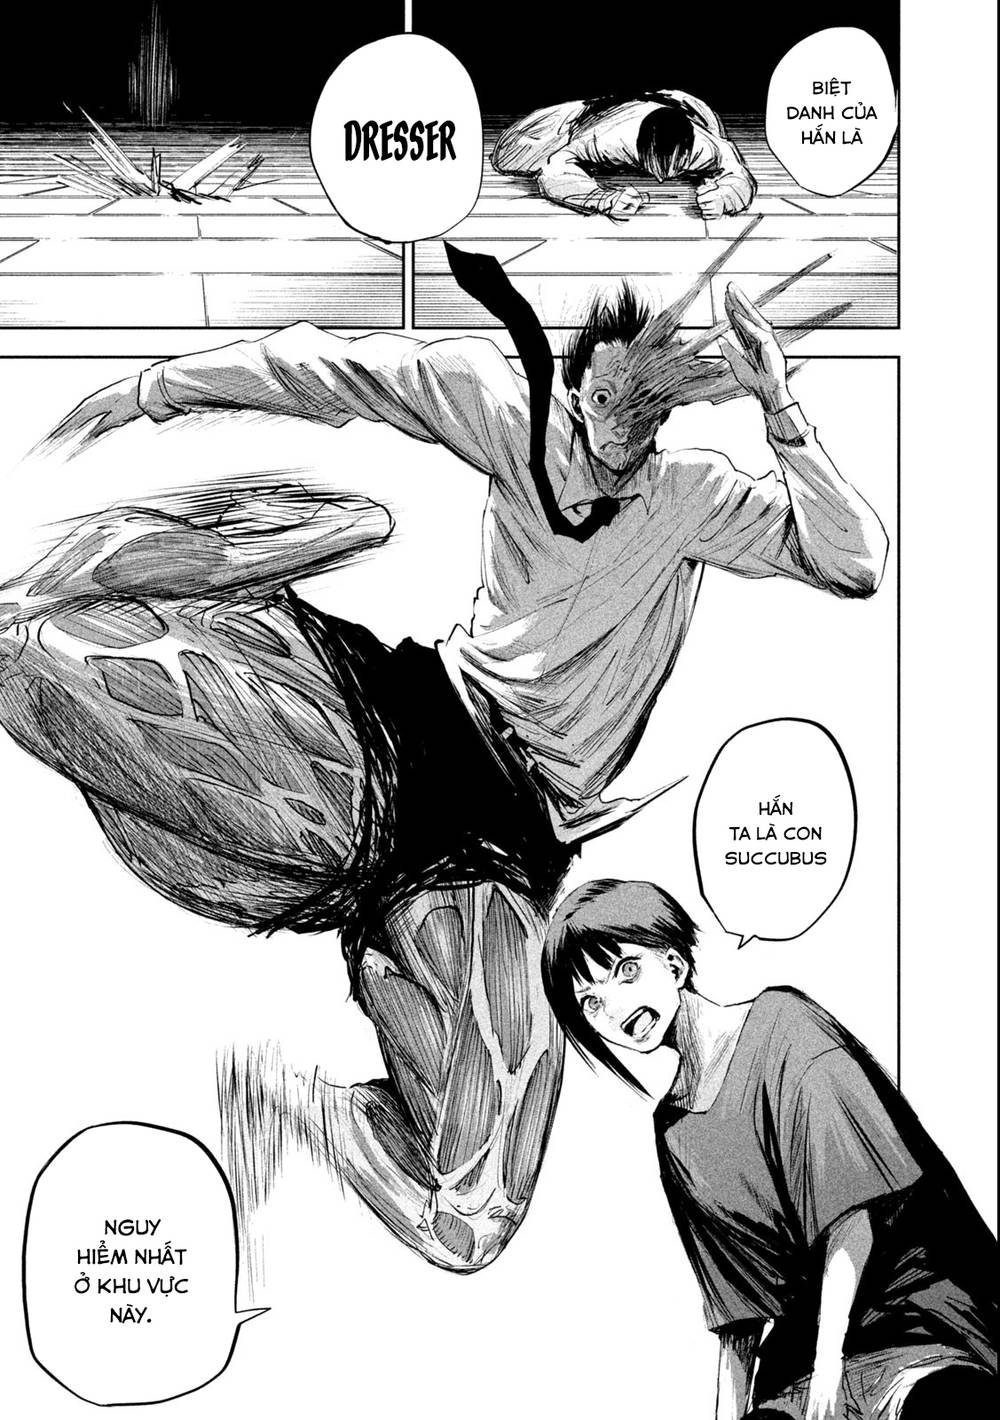 BIỆT
DANH CỦA
HẮN LÀ
DRESSER
HẮN
TA LÀ CON
SUCCUBUS
NGUY
HIỂM NHẤT
Ở KHU VỰC
NÀY.